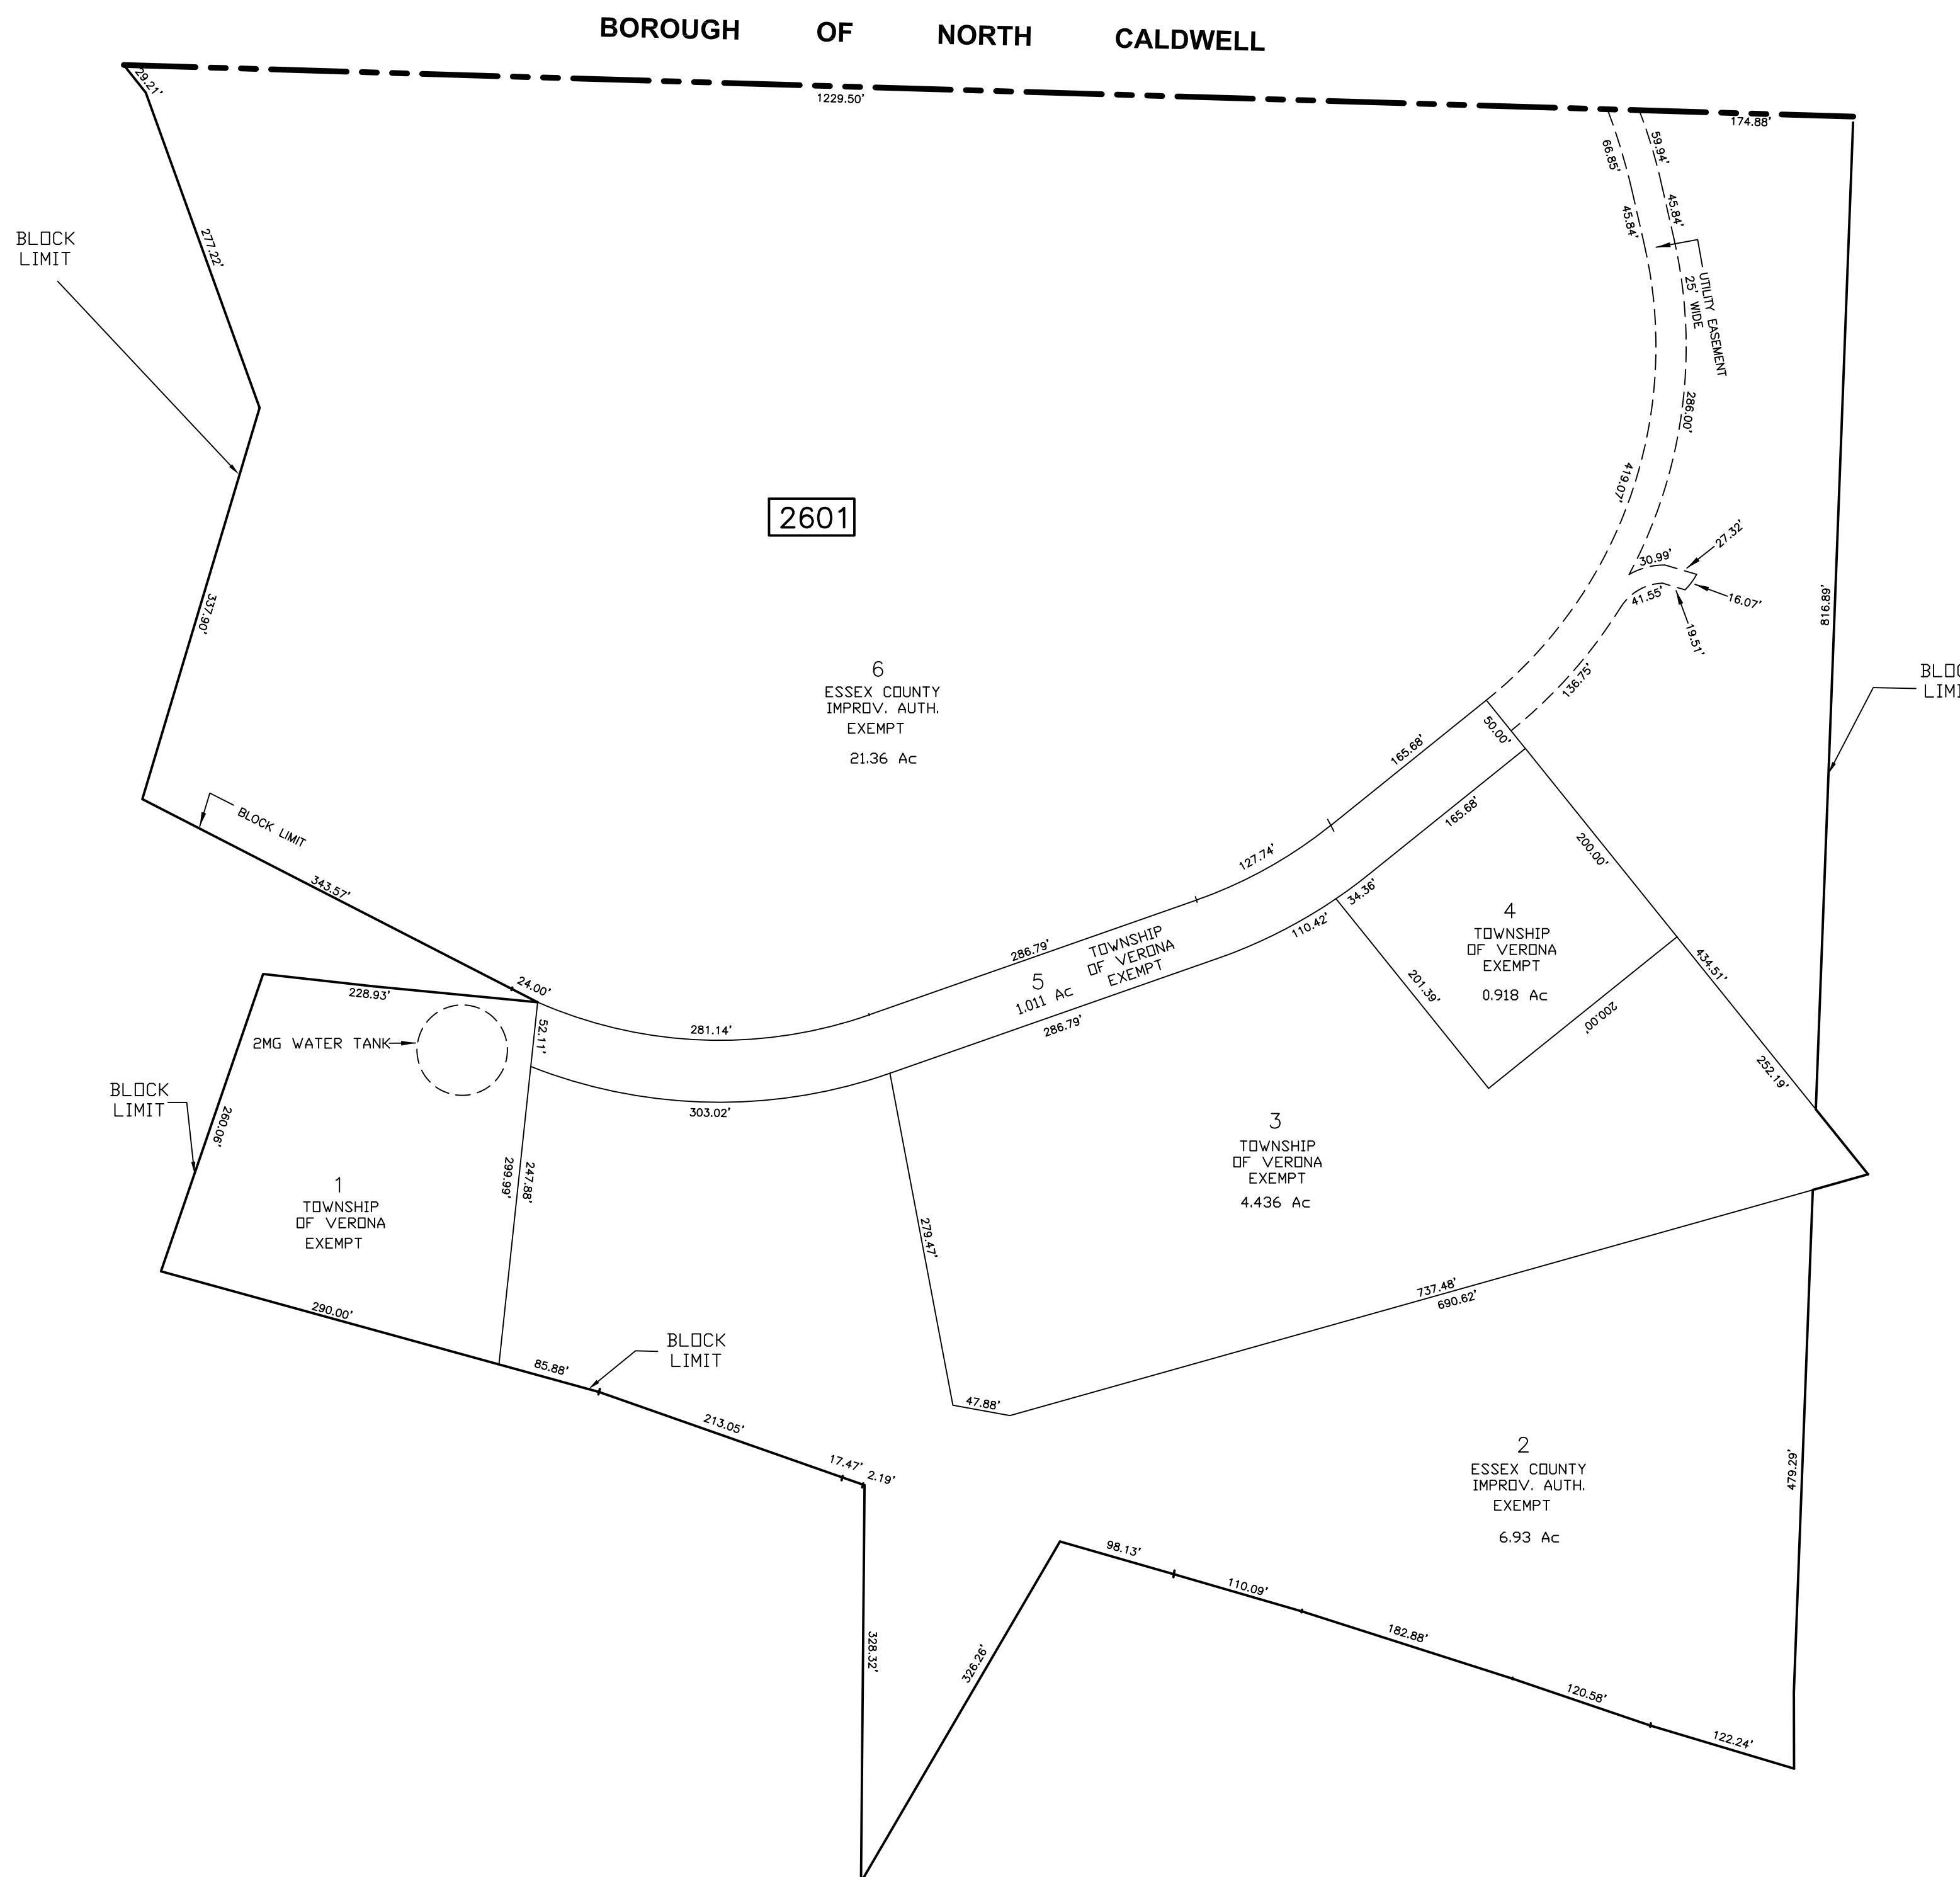 BOROUGH OF NORTH CALDWELL
29.21'
1229.50'
174.88'
66.85'
59.94'
45.84'
45.84'
277.22'
BLOCK
LIMIT
UTILITY EASEMENT
25' WIDE
286.00'
419.07'
2601
337.90'
30.99'
27.32'
41.55'
16.07'
19.51'
816.89'
136.75'
6
ESSEX COUNTY
IMPROV. AUTH.
EXEMPT
21.36 Ac
50.00'
165.68'
165.68'
BLOCK LIMIT
343.57'
127.74'
34.36'
110.42'
200.00'
4
TOWNSHIP
OF VERONA
EXEMPT
0.918 Ac
201.39'
200.00'
434.51'
252.19'
286.79'
5
1.011 Ac
TOWNSHIP
OF VERONA
EXEMPT
286.79'
24.00'
228.93'
52.11'
281.14'
2MG WATER TANK
303.02'
BLOCK
LIMIT
260.06'
299.99'
247.88'
1
TOWNSHIP
OF VERONA
EXEMPT
3
TOWNSHIP
OF VERONA
EXEMPT
4.436 Ac
279.47'
737.48'
690.62'
47.88'
290.00'
85.88'
BLOCK
LIMIT
213.05'
17.47'
2.19'
2
ESSEX COUNTY
IMPROV. AUTH.
EXEMPT
6.93 Ac
479.29'
98.13'
110.09'
182.88'
120.58'
122.24'
328.32'
326.26'